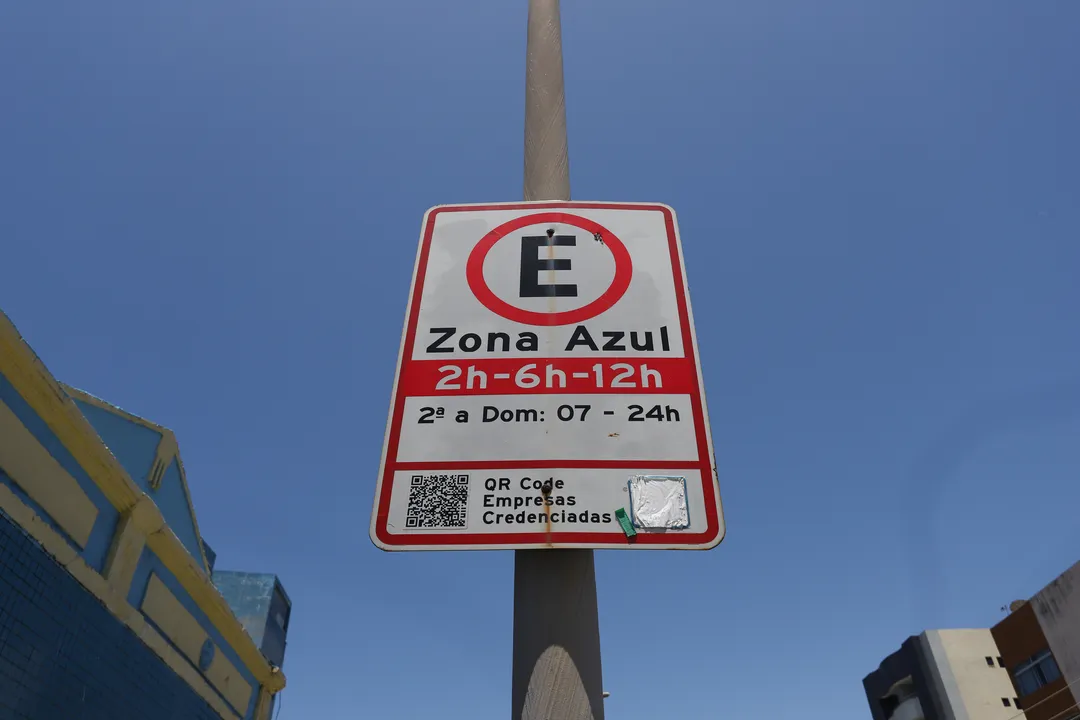 E
Zona Azul
2h-6h-12h
2ª a Dom: 07 - 24h
QR Code
Empresas
Credenciadas